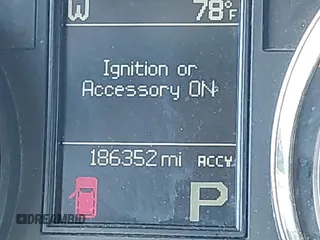 W 78°F
Ignition or
Accessory ON
186352 mi ACCY
P
DREAMBID